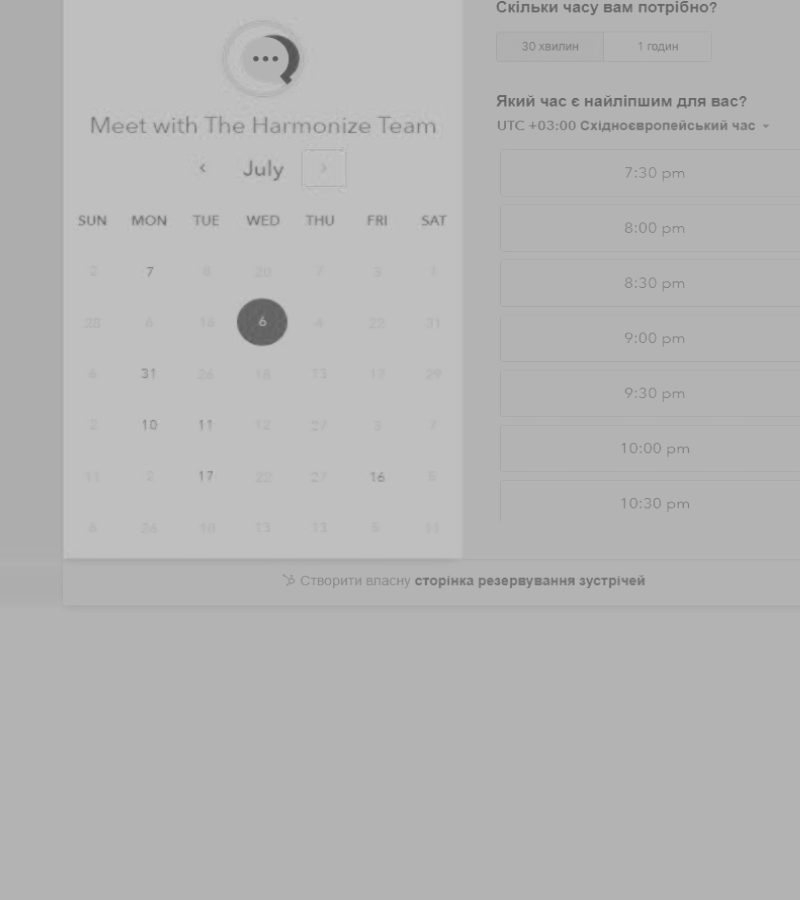 Meet with The Harmonize Team
July
SUN MON TUE WED THU FRI SAT
2 7 8 20 7 3 1
28 6 16 6 4 22 31
6 31 26 18 13 17 29
2 10 11 12 27 3 7
11 2 17 22 27 16 5
6 26 10 13 13 5 11
Скільки часу вам потрібно?
30 хвилин 1 годин
Який час є найліпшим для вас?
UTC +03:00 Східноєвропейський час
7:30 pm
8:00 pm
8:30 pm
9:00 pm
9:30 pm
10:00 pm
10:30 pm
Створити власну сторінка резервування зустрічей